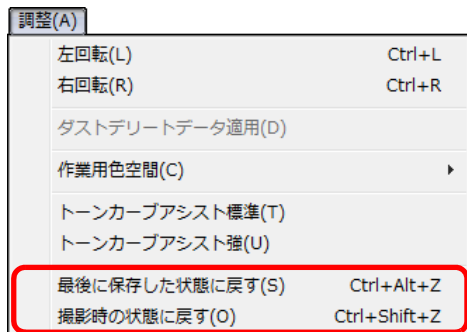 調整(A)
左回転(L) Ctrl+L
右回転(R) Ctrl+R
ダストデリートデータ適用(D)
作業用色空間(C)
トーンカーブアシスト標準(T)
トーンカーブアシスト強(U)
最後に保存した状態に戻す(S) Ctrl+Alt+Z
撮影時の状態に戻す(O) Ctrl+Shift+Z